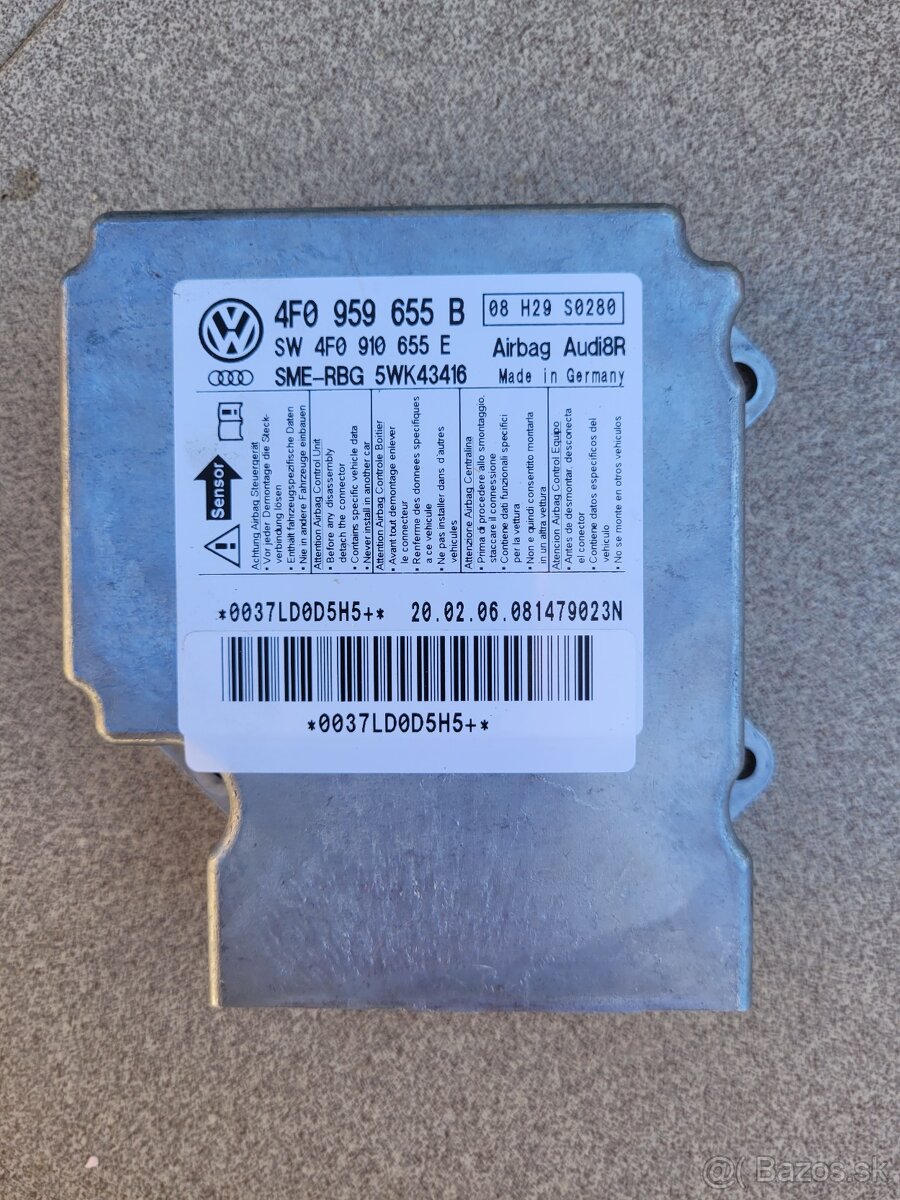 4F0 959 655 B
08 H29 S0280
SW 4F0 910 655 E
Airbag Audi8R
SME-RBG 5WK43416
Made in Germany
Sensor
Achtung Airbag Steuergerät
• Vor jeder Demontage die Steck-
verbindung lösen
• Enthält fahrzeugspezifische Daten
• Nie in andere Fahrzeuge einbauen
Attention Airbag Control Unit
• Before any disassembly
detach the connector
• Contains specific vehicle data
• Never install in another car
Attention Airbag Controle Boitier
• Avant tout demontage enlever
le connecteur
• Renferme des donnees specifiques
a ce vehicule
• Ne pas installer dans d'autres
vehicules
Attenzione Airbag Centralina
• Prima di procedere allo smontaggio,
staccare il connessione
• Contiene dati funzionali specifici
per la vettura
• Non e quindi consentito montarla
in un altra vettura
Atencion Airbag Control Equipo
• Antes de desmontar, desconecta
el conector
• Contiene datos especificos del
vehiculo
• No se monte en otros vehiculos
*0037LD0D5H5+* 20.02.06.081479023N
*0037LD0D5H5+*
@( Bazos.sk